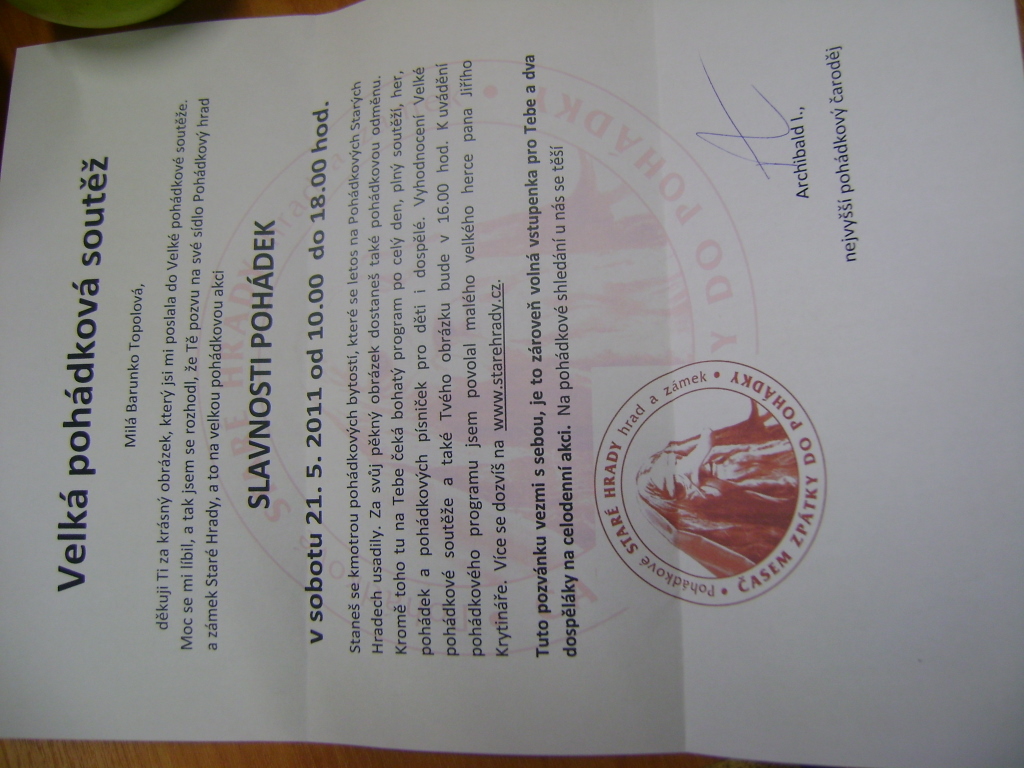 Velká pohádková soutěž
Milá Barunko Topolová,
děkuji Ti za krásný obrázek, který jsi mi poslala do Velké pohádkové soutěže.
Moc se mi líbil, a tak jsem se rozhodl, že Tě pozvu na své sídlo Pohádkový hrad
a zámek Staré Hrady, a to na velkou pohádkovou akci
SLAVNOSTI POHÁDEK
v sobotu 21. 5. 2011 od 10.00 do 18.00 hod.
Staneš se kmotrou pohádkových bytostí, které se letos na Pohádkových Starých
Hradech usadily. Za svůj pěkný obrázek dostaneš také pohádkovou odměnu.
Kromě toho tu na Tebe čeká bohatý program po celý den, plný soutěží, her,
pohádek a pohádkových písniček pro děti i dospělé. Vyhodnocení Velké
pohádkové soutěže a také Tvého obrázku bude v 16.00 hod. K uvádění
pohádkového programu jsem povolal malého velkého herce pana Jiřího
Krytináře. Více se dozvíš na www.starehrady.cz.
Tuto pozvánku vezmi s sebou, je to zároveň volná vstupenka pro Tebe a dva
dospěláky na celodenní akci. Na pohádkové shledání u nás se těší
Archibald I.,
nejvyšší pohádkový čaroděj
Pohádkové STARÉ HRADY hrad a zámek
• ČASEM ZPÁTKY DO POHÁDKY •